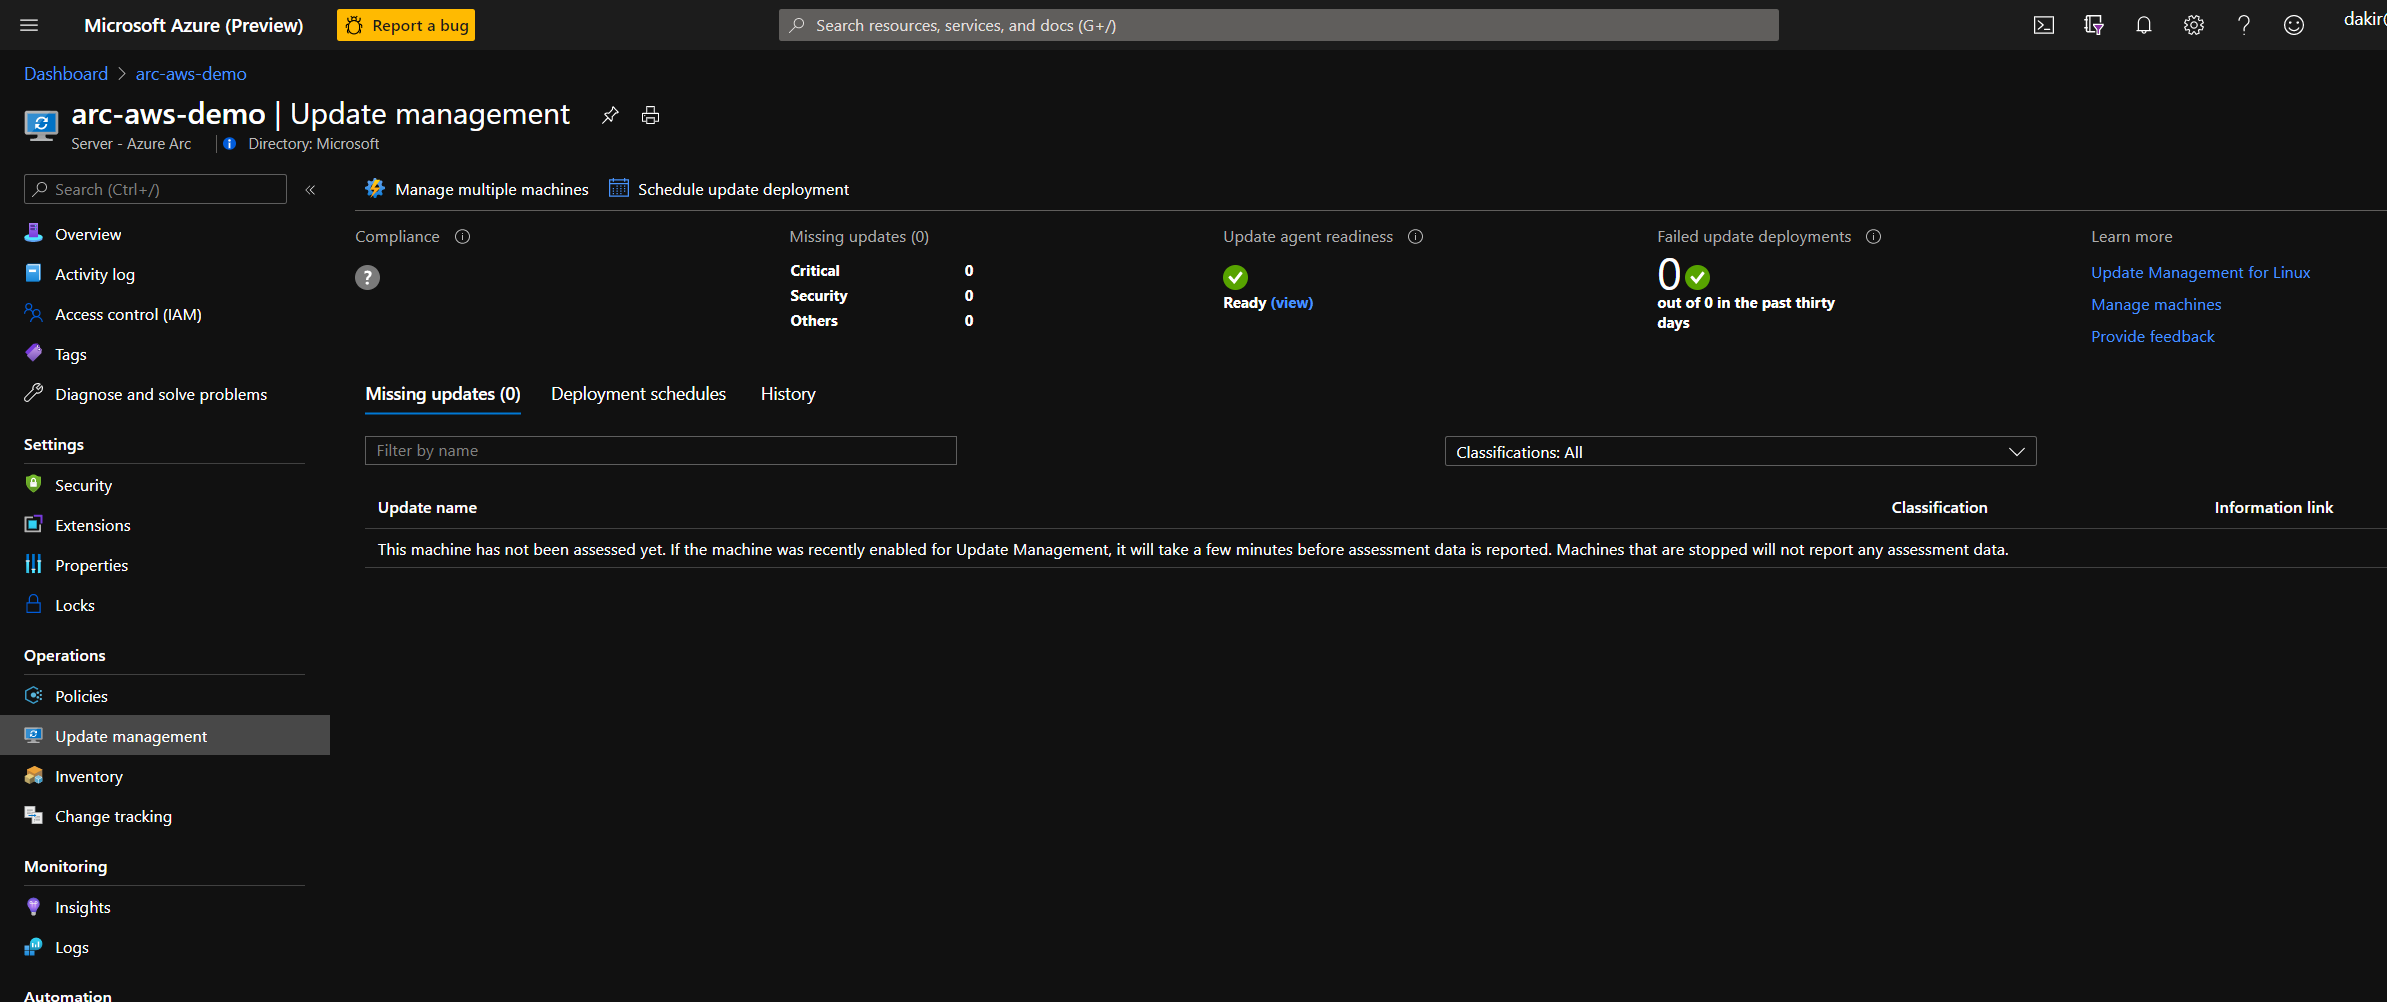 Microsoft Azure (Preview)
Report a bug
Search resources, services, and docs (G+/)
Dashboard > arc-aws-demo
arc-aws-demo | Update management
Server - Azure Arc
Directory: Microsoft
Search (Ctrl+/)
«
Overview
Activity log
Access control (IAM)
Tags
Diagnose and solve problems
Settings
Security
Extensions
Properties
Locks
Operations
Policies
Update management
Inventory
Change tracking
Monitoring
Insights
Logs
Automation
Manage multiple machines
Schedule update deployment
Compliance
?
Missing updates (0)
Critical 0
Security 0
Others 0
Update agent readiness
Ready (view)
Failed update deployments
0
out of 0 in the past thirty
days
Learn more
Update Management for Linux
Manage machines
Provide feedback
Missing updates (0)
Deployment schedules
History
Filter by name
Classifications: All
Update name
Classification
Information link
This machine has not been assessed yet. If the machine was recently enabled for Update Management, it will take a few minutes before assessment data is reported. Machines that are stopped will not report any assessment data.